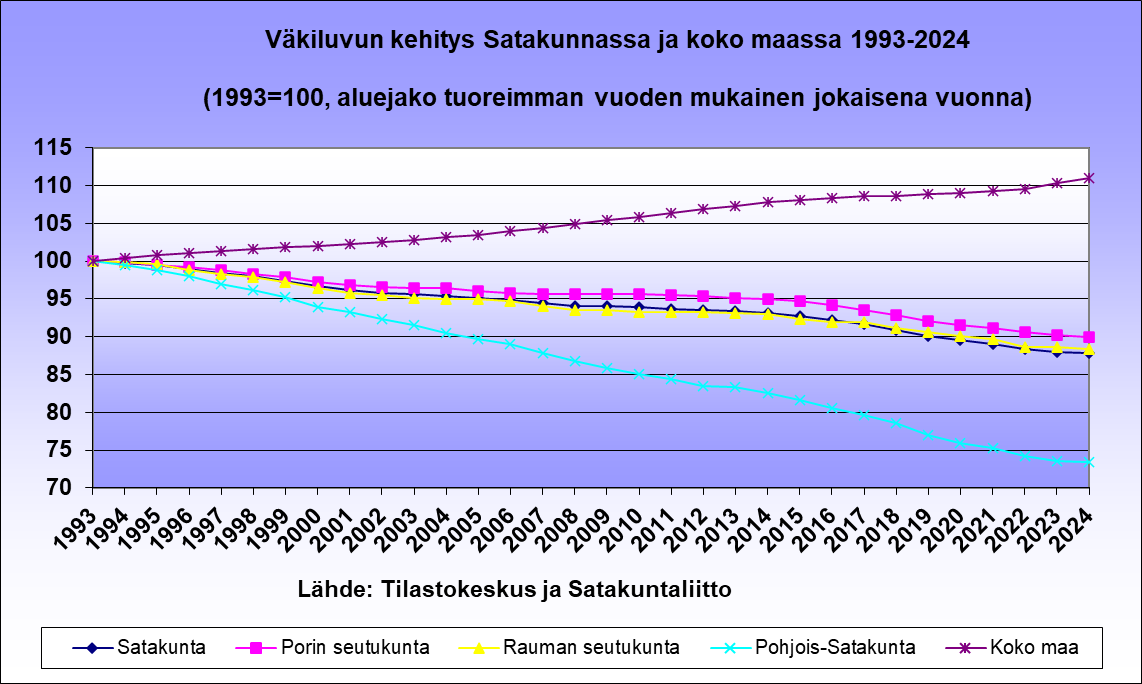 Väkiluvun kehitys Satakunnassa ja koko maassa 1993-2024
(1993=100, aluejako tuoreimman vuoden mukainen jokaisena vuonna)
115
110
105
100
95
90
85
80
75
70
1993 1994 1995 1996 1997 1998 1999 2000 2001 2002 2003 2004 2005 2006 2007 2008 2009 2010 2011 2012 2013 2014 2015 2016 2017 2018 2019 2020 2021 2022 2023 2024
Lähde: Tilastokeskus ja Satakuntaliitto
Satakunta Porin seutukunta Rauman seutukunta Pohjois-Satakunta Koko maa